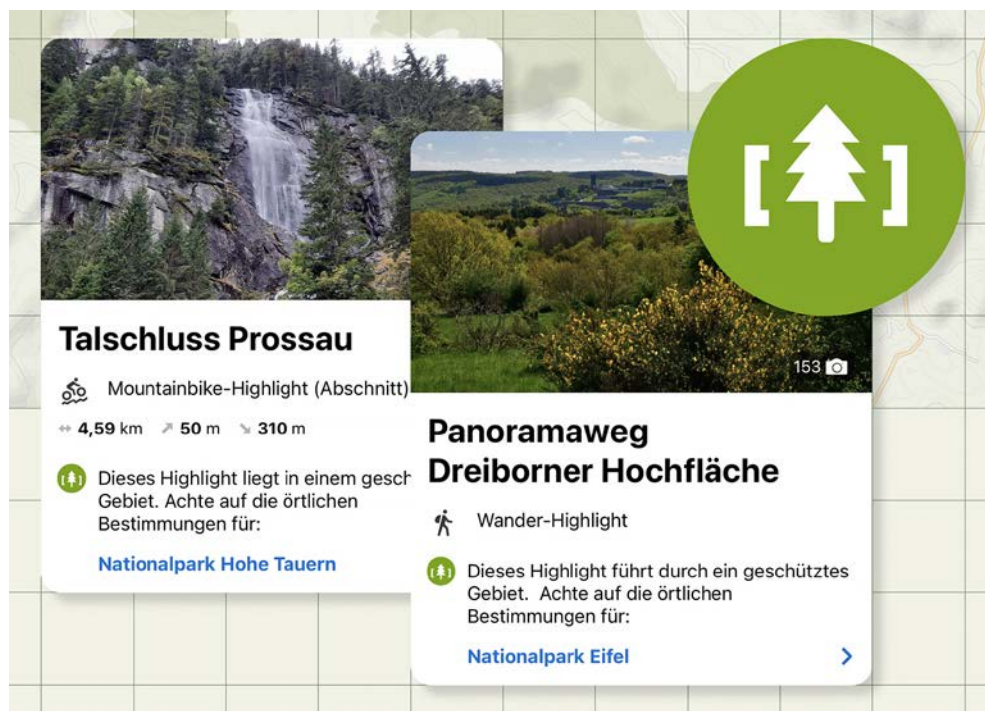 Talschluss Prossau
Mountainbike-Highlight (Abschnitt)
4,59 km 50 m 310 m
Dieses Highlight liegt in einem
Gebiet. Achte auf die örtlichen
Bestimmungen für:
Nationalpark Hohe Tauern
153
Panoramaweg
Dreiborner Hochfläche
Wander-Highlight
Dieses Highlight führt durch ein geschütztes
Gebiet. Achte auf die örtlichen
Bestimmungen für:
Nationalpark Eifel